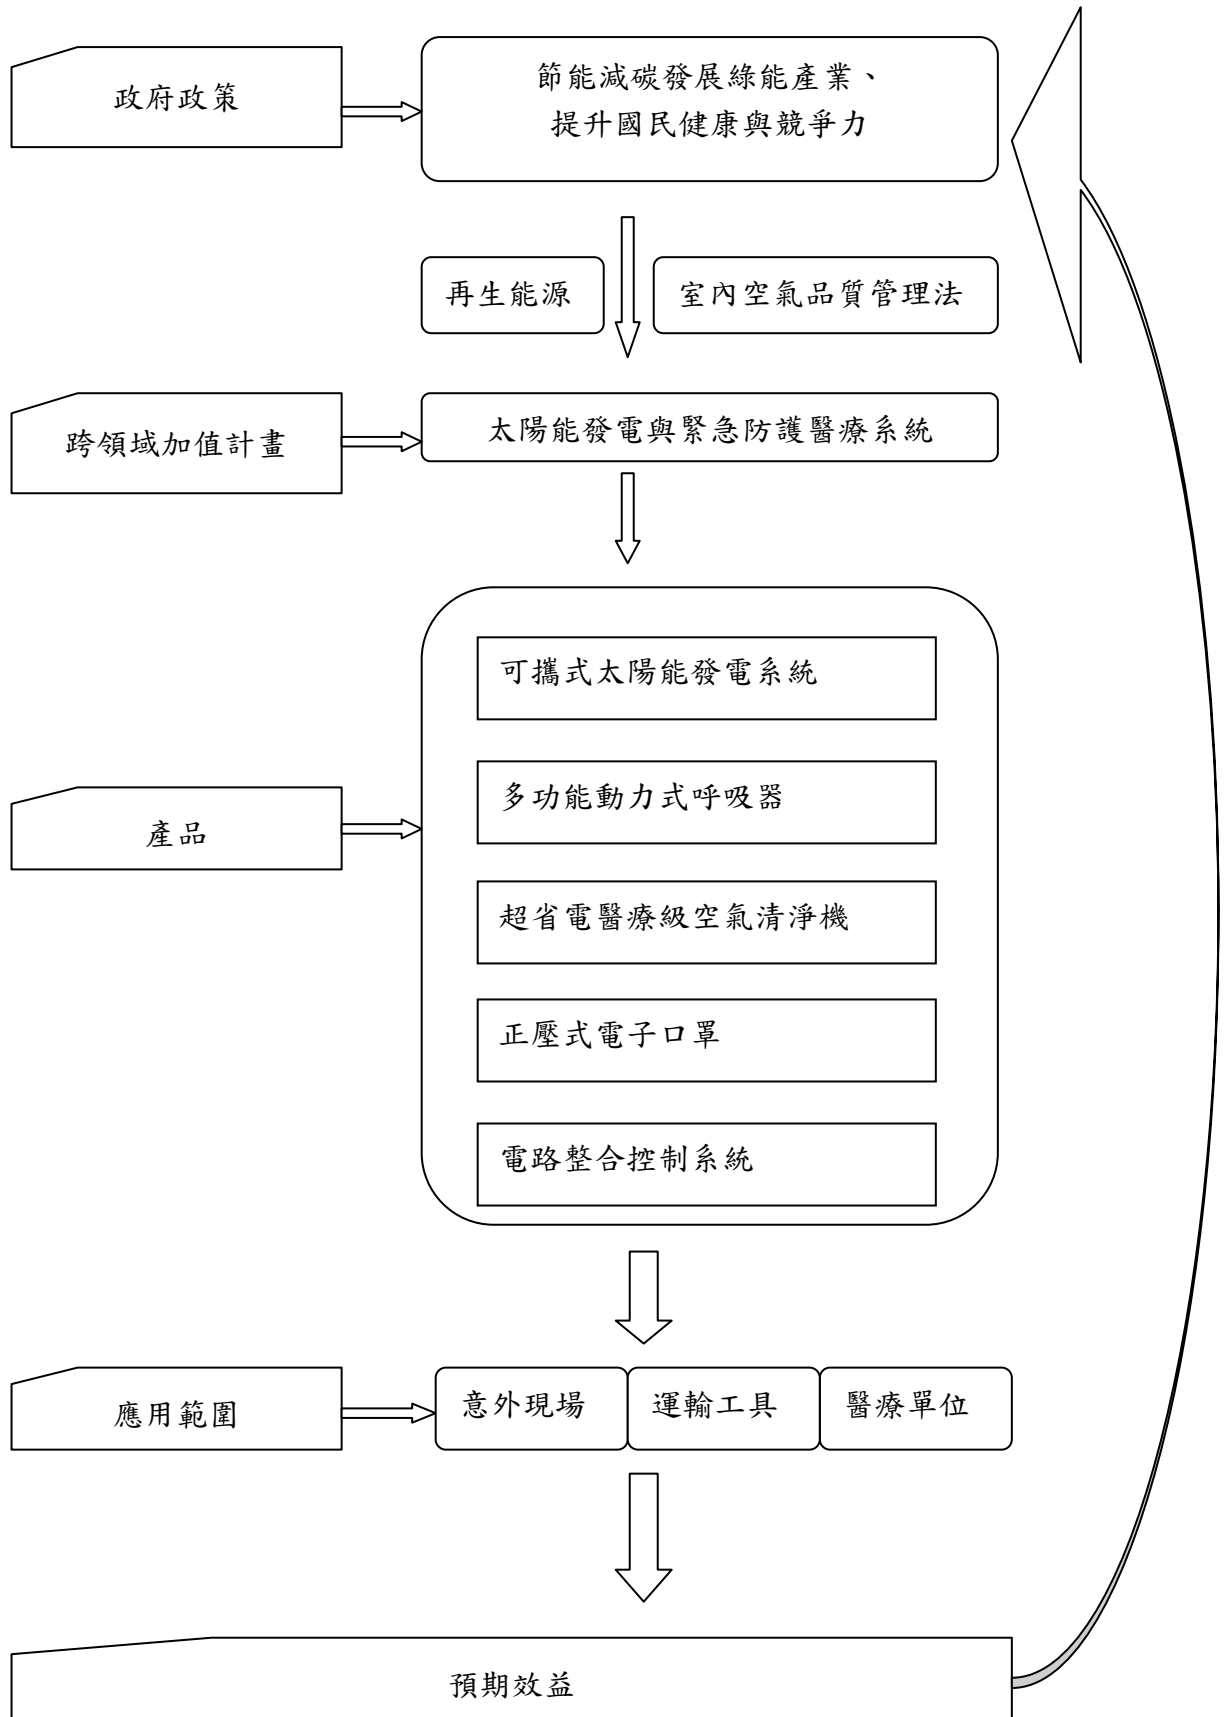 政府政策
節能減碳發展綠能產業、
提升國民健康與競爭力
再生能源
室內空氣品質管理法
跨領域加值計畫
太陽能發電與緊急防護醫療系統
可攜式太陽能發電系統
多功能動力式呼吸器
產品
超省電醫療級空氣清淨機
正壓式電子口罩
電路整合控制系統
應用範圍
意外現場
運輸工具
醫療單位
預期效益